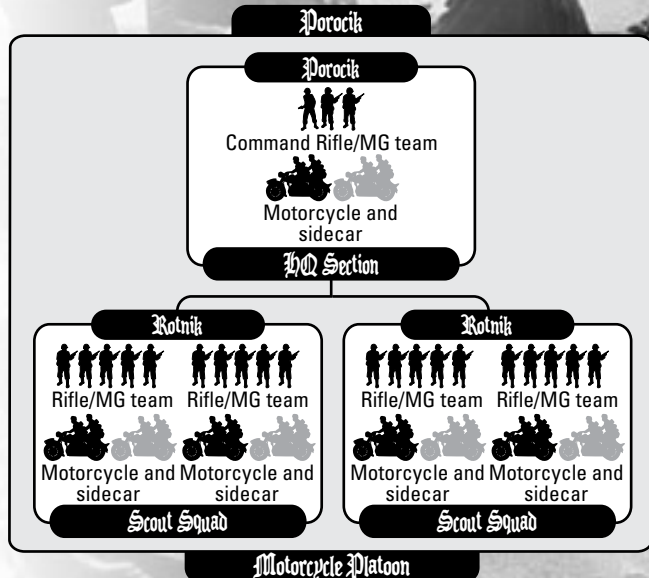 Porocik
Porocik
Command Rifle/MG team
Motorcycle and
sidecar
HQ Section
Rotnik
Rifle/MG team Rifle/MG team
Motorcycle and Motorcycle and
sidecar sidecar
Scout Squad
Rotnik
Rifle/MG team Rifle/MG team
Motorcycle and Motorcycle and
sidecar sidecar
Scout Squad
Motorcycle Platoon